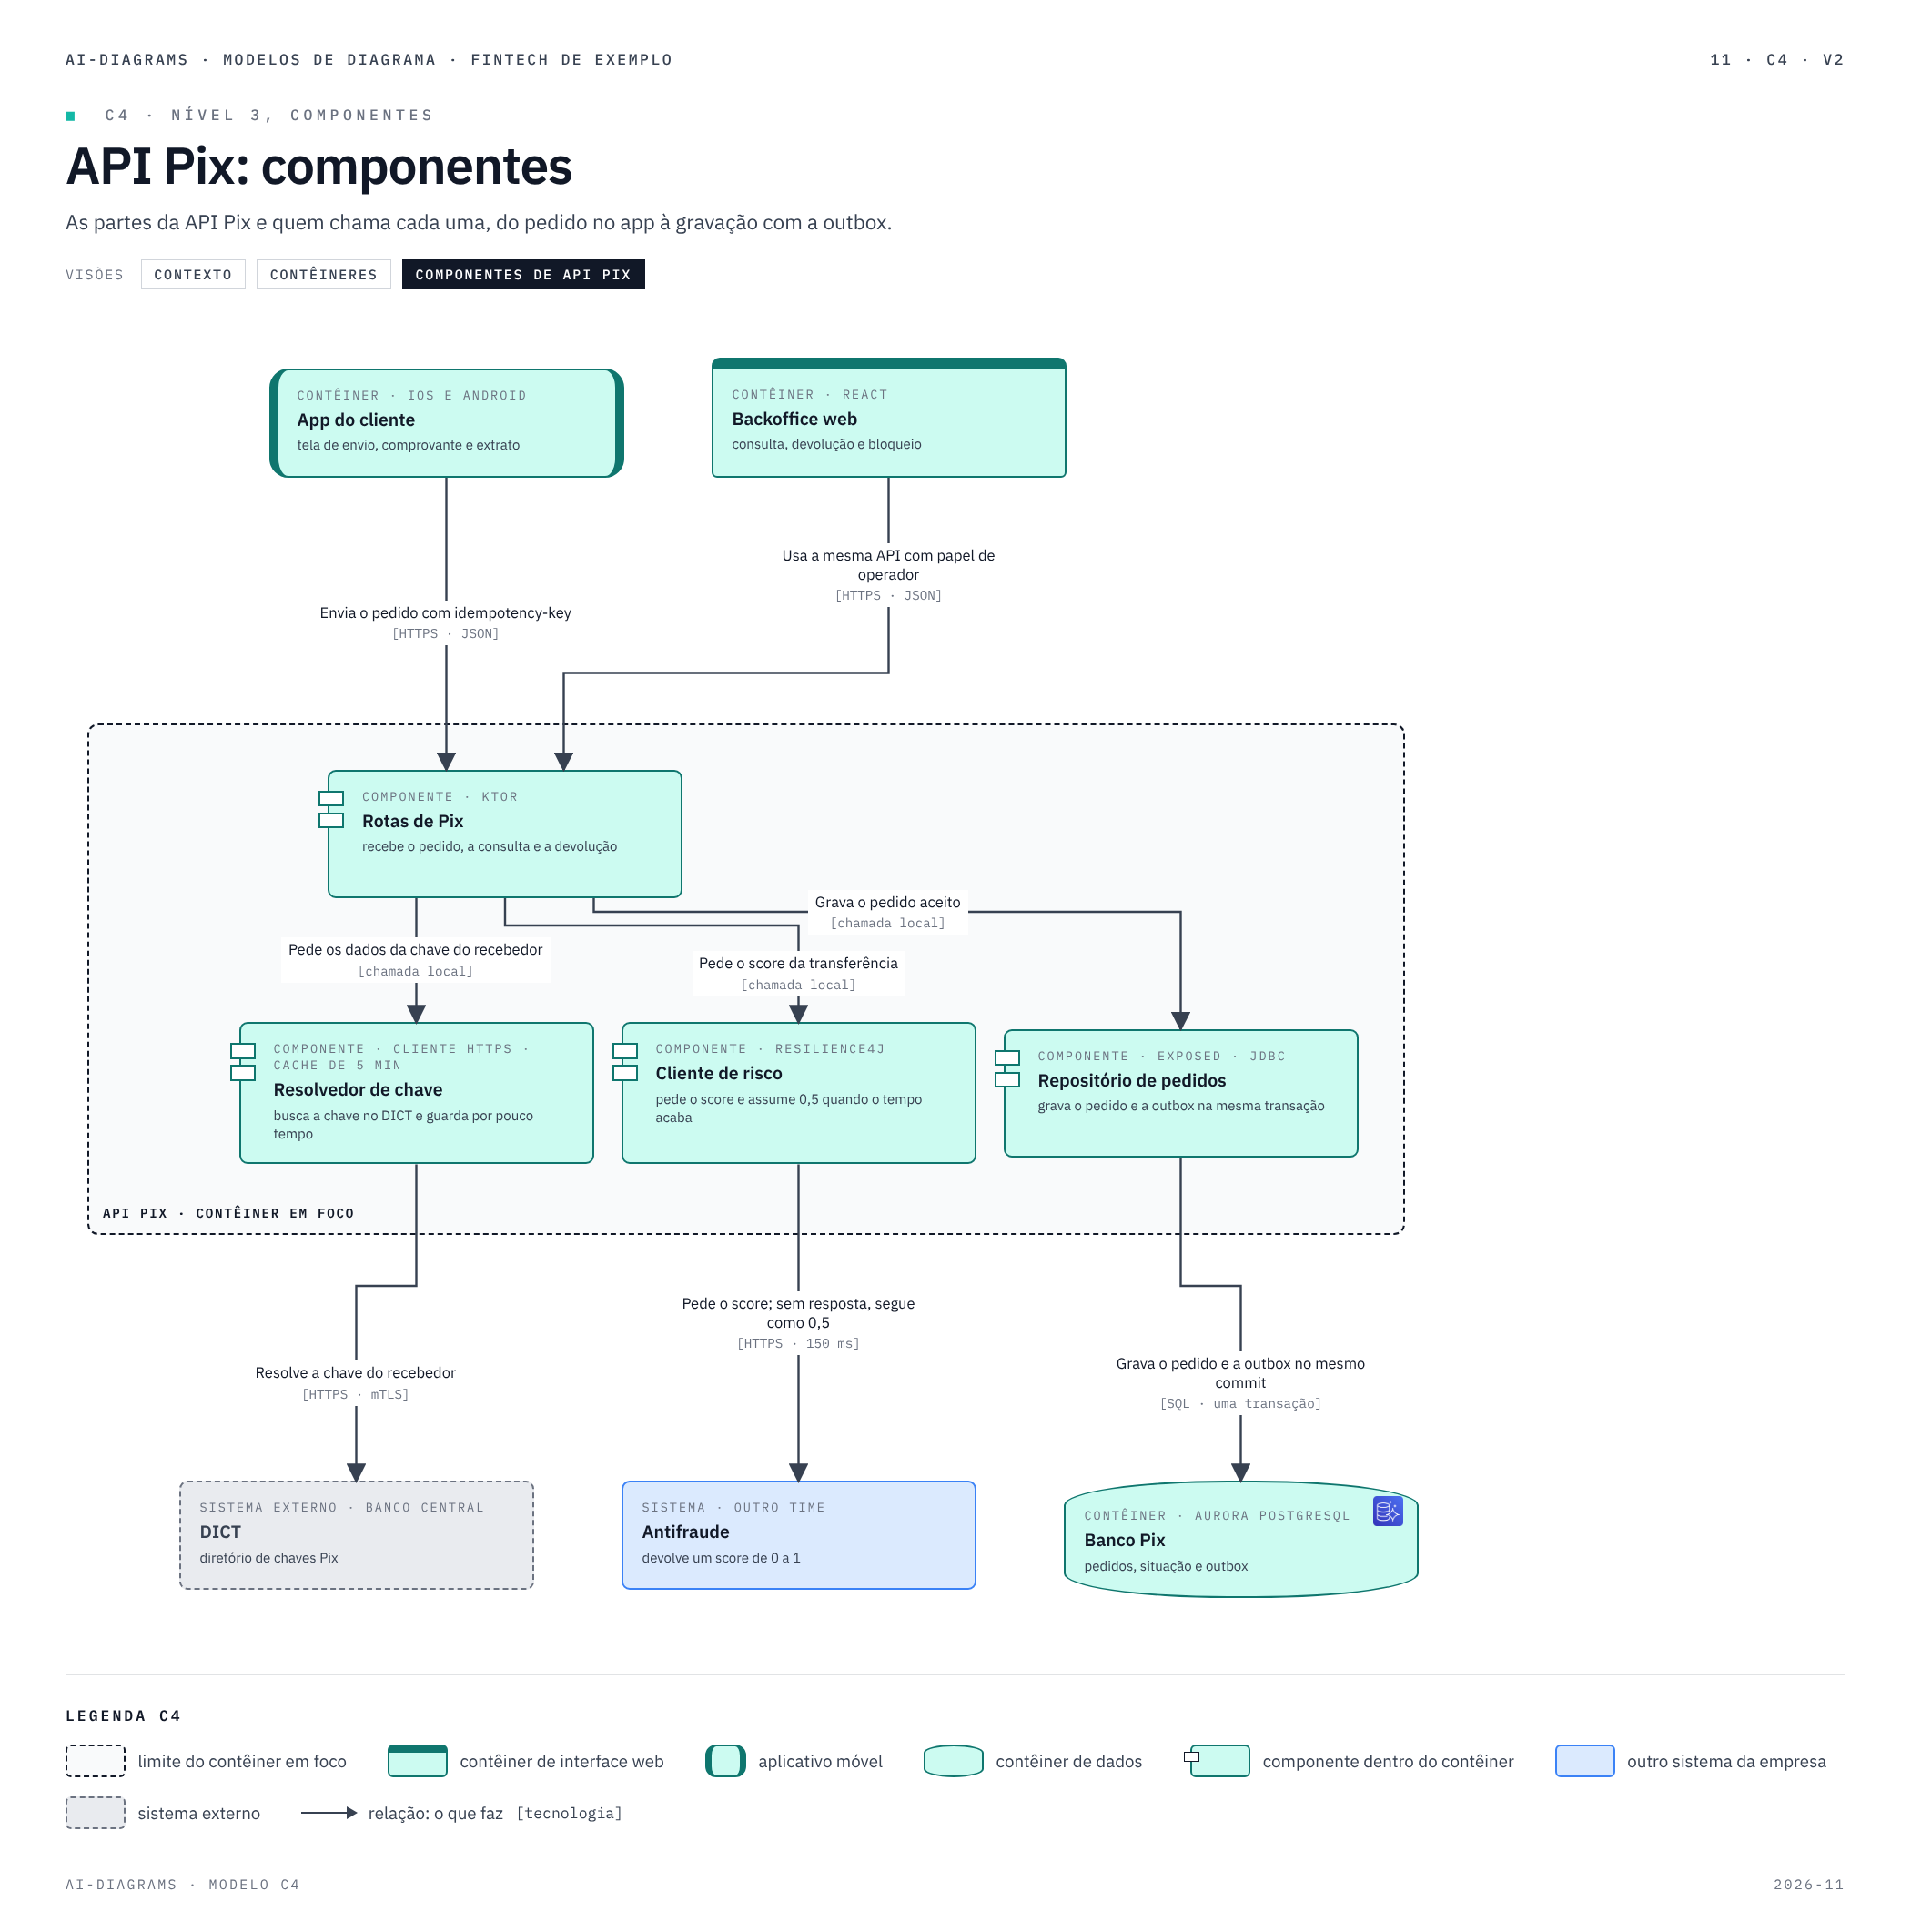 AI-DIAGRAMS · MODELOS DE DIAGRAMA · FINTECH DE EXEMPLO
11 · C4 · V2
C4 · NÍVEL 3, COMPONENTES
API Pix: componentes
As partes da API Pix e quem chama cada uma, do pedido no app à gravação com a outbox.
VISÕES
CONTEXTO
CONTÊINERES
COMPONENTES DE API PIX
CONTÊINER · IOS E ANDROID
App do cliente
tela de envio, comprovante e extrato
CONTÊINER · REACT
Backoffice web
consulta, devolução e bloqueio
Usa a mesma API com papel de
operador
[HTTPS · JSON]
Envia o pedido com idempotency-key
[HTTPS · JSON]
COMPONENTE · KTOR
Rotas de Pix
recebe o pedido, a consulta e a devolução
Grava o pedido aceito
[chamada local]
Pede os dados da chave do recebedor
[chamada local]
Pede o score da transferência
[chamada local]
COMPONENTE · CLIENTE HTTPS ·
CACHE DE 5 MIN
Resolvedor de chave
busca a chave no DICT e guarda por pouco
tempo
COMPONENTE · RESILIENCE4J
Cliente de risco
pede o score e assume 0,5 quando o tempo
acaba
COMPONENTE · EXPOSED · JDBC
Repositório de pedidos
grava o pedido e a outbox na mesma transação
API PIX · CONTÊINER EM FOCO
Resolve a chave do recebedor
[HTTPS · mTLS]
Pede o score; sem resposta, segue
como 0,5
[HTTPS · 150 ms]
Grava o pedido e a outbox no mesmo
commit
[SQL · uma transação]
SISTEMA EXTERNO · BANCO CENTRAL
DICT
diretório de chaves Pix
SISTEMA · OUTRO TIME
Antifraude
devolve um score de 0 a 1
CONTÊINER · AURORA POSTGRESQL
Banco Pix
pedidos, situação e outbox
LEGENDA C4
limite do contêiner em foco
contêiner de interface web
aplicativo móvel
contêiner de dados
componente dentro do contêiner
outro sistema da empresa
sistema externo
relação: o que faz [tecnologia]
AI-DIAGRAMS · MODELO C4
2026-11